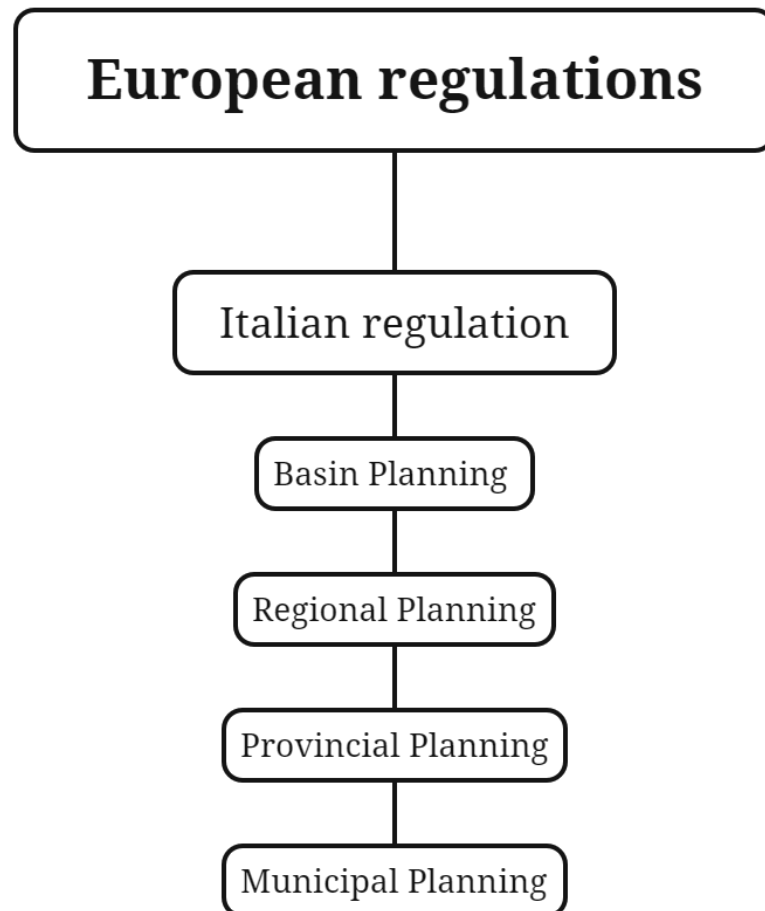 European regulations
Italian regulation
Basin Planning
Regional Planning
Provincial Planning
Municipal Planning